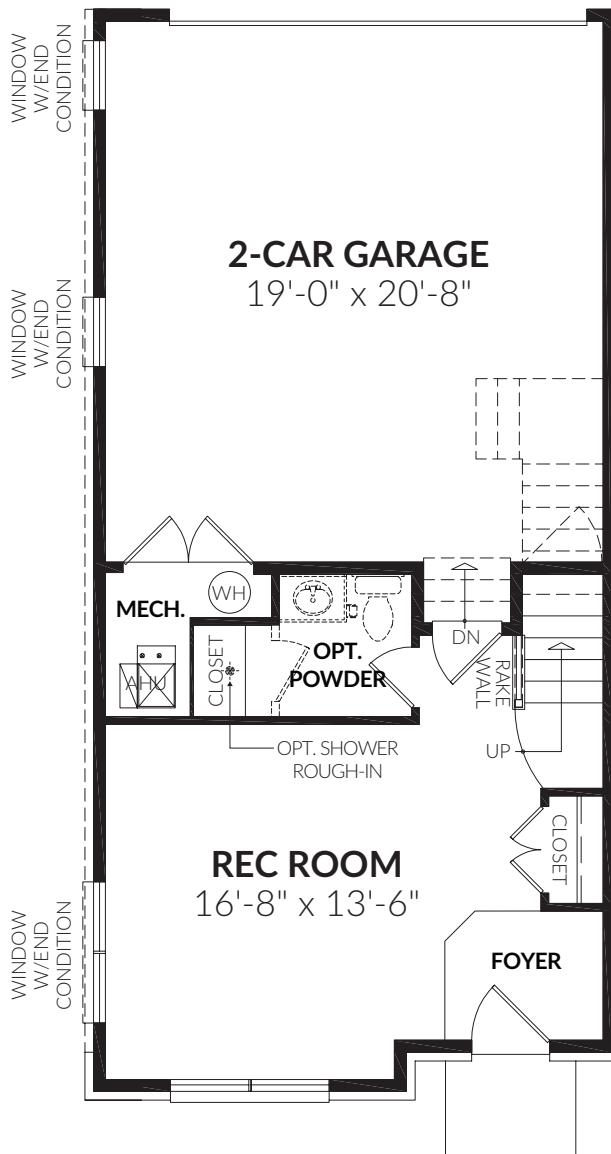 WINDOW
W/END
CONDITION
2-CAR GARAGE
19'-0" x 20'-8"
WINDOW
W/END
CONDITION
WH
MECH.
AHU
CLOSET
OPT.
POWDER
DN
RAKE
WALL
UP
OPT. SHOWER
ROUGH-IN
CLOSET
REC ROOM
16'-8" x 13'-6"
WINDOW
W/END
CONDITION
FOYER